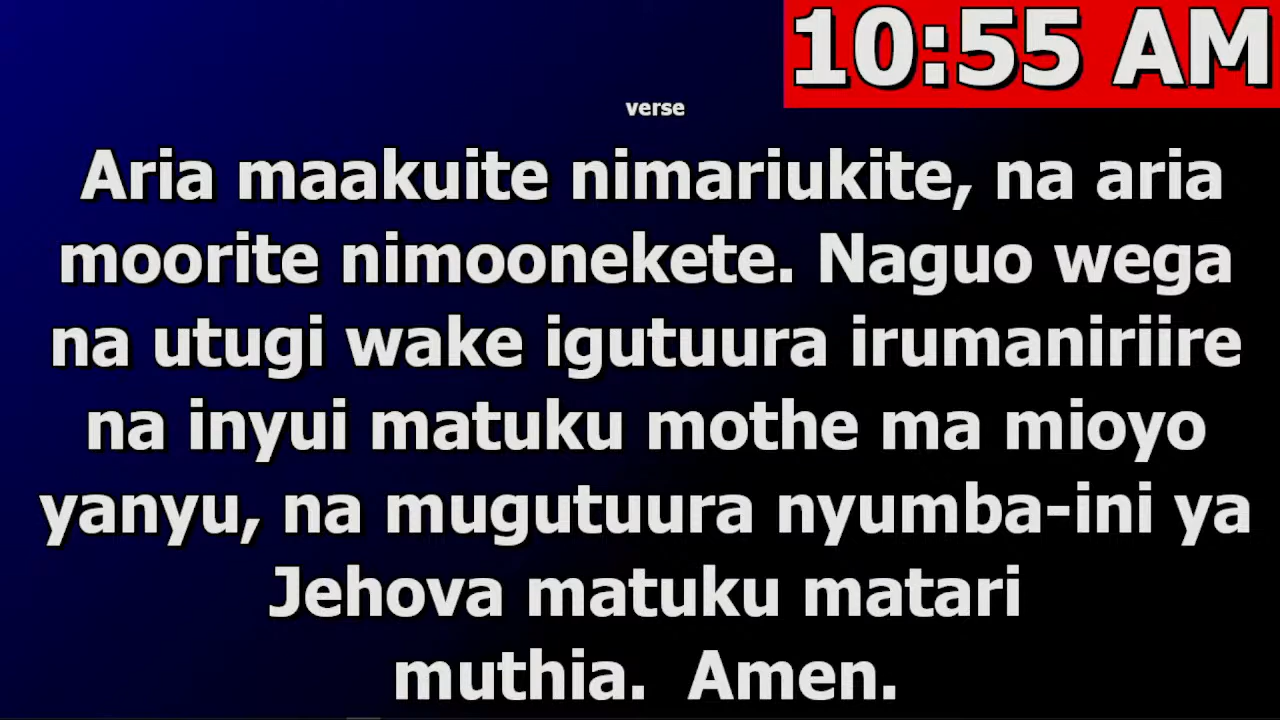 10:55 AM
verse
Aria maakuite nimariukite, na aria
moorite nimoonekete. Naguo wega
na utugi wake igutuura irumaniriire
na inyui matuku mothe ma mioyo
yanyu, na mugutuura nyumba-ini ya
Jehova matuku matari
muthia.  Amen.